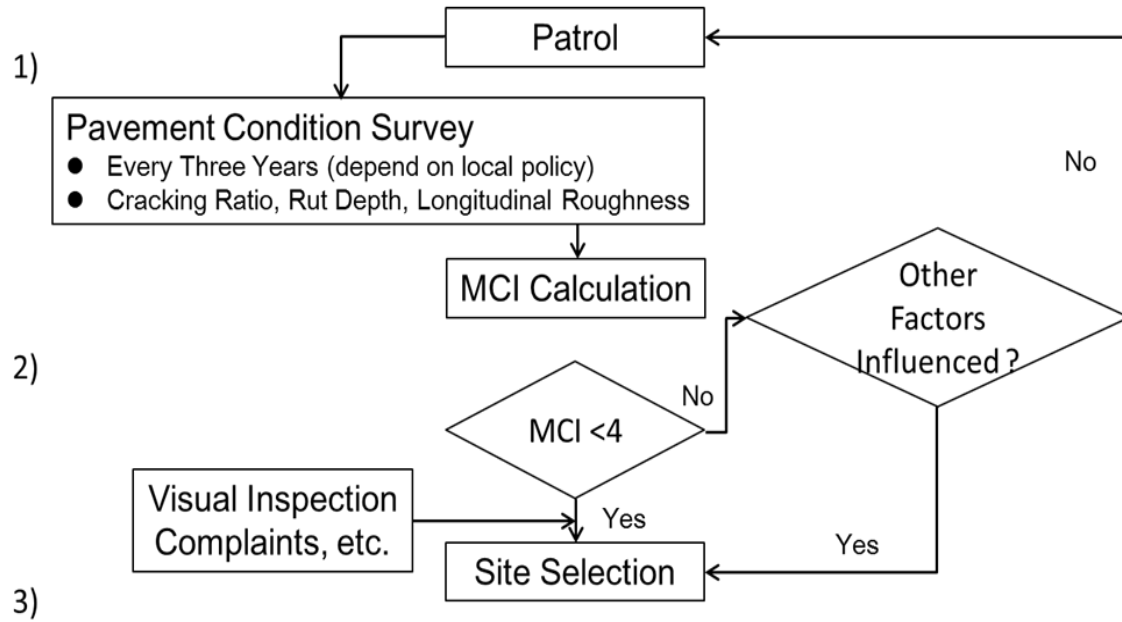 Patrol
1)
Pavement Condition Survey
● Every Three Years (depend on local policy)
● Cracking Ratio, Rut Depth, Longitudinal Roughness
No
MCI Calculation
Other
Factors
Influenced ?
2)
No
MCI <4
Visual Inspection
Complaints, etc.
Yes
Yes
Site Selection
3)